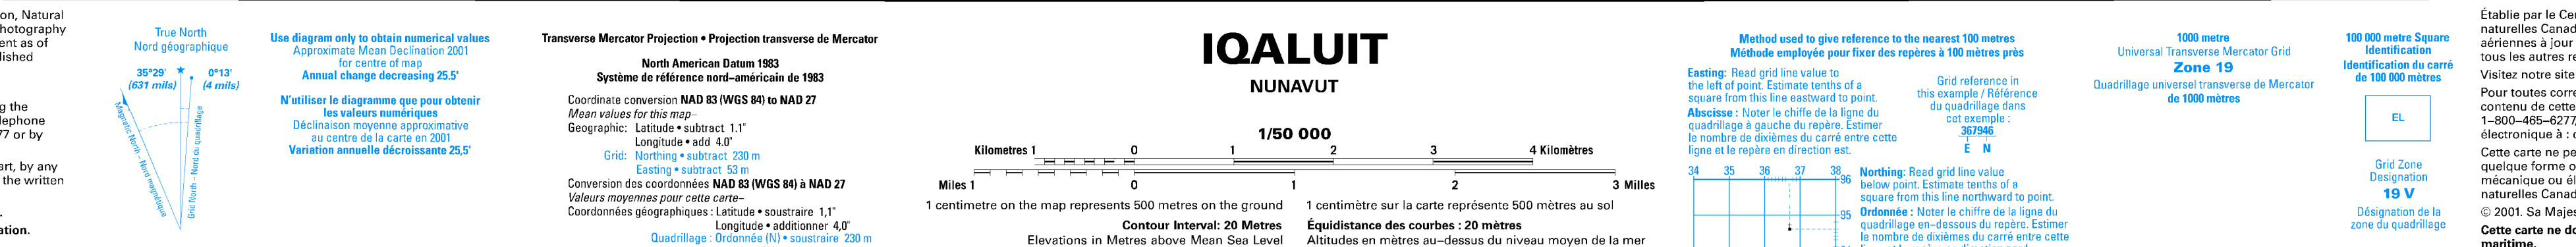 on, Natural
hotography
ent as of
lished
ng the
lephone
77 or by
art, by any
the written
ation.
True North
Nord géographique
35°29'
(631 mils)
0°13'
(4 mils)
Magnetic North – Nord magnétique
Grid North – Nord du quadrillage
Use diagram only to obtain numerical values
Approximate Mean Declination 2001
for centre of map
Annual change decreasing 25.5'
N'utiliser le diagramme que pour obtenir
les valeurs numériques
Déclinaison moyenne approximative
au centre de la carte en 2001
Variation annuelle décroissante 25,5'
Transverse Mercator Projection • Projection transverse de Mercator
North American Datum 1983
Système de référence nord–américain de 1983
Coordinate conversion NAD 83 (WGS 84) to NAD 27
Mean values for this map–
Geographic: Latitude • subtract 1.1"
Longitude • add 4.0"
Grid: Northing • subtract 230 m
Easting • subtract 53 m
Conversion des coordonnées NAD 83 (WGS 84) à NAD 27
Valeurs moyennes pour cette carte–
Coordonnées géographiques : Latitude • soustraire 1,1"
Longitude • additionner 4,0"
Quadrillage : Ordonnée (N) • soustraire 230 m
IQALUIT
NUNAVUT
1/50 000
Kilometres 1 0 1 2 3 4 Kilomètres
Miles 1 0 1 2 3 Milles
1 centimetre on the map represents 500 metres on the ground
1 centimètre sur la carte représente 500 mètres au sol
Contour Interval: 20 Metres
Équidistance des courbes : 20 mètres
Elevations in Metres above Mean Sea Level
Altitudes en mètres au–dessus du niveau moyen de la mer
Method used to give reference to the nearest 100 metres
Méthode employée pour fixer des repères à 100 mètres près
Easting: Read grid line value to
the left of point. Estimate tenths of a
square from this line eastward to point.
Abscisse : Noter le chiffe de la ligne du
quadrillage à gauche du repère. Estimer
le nombre de dixièmes du carré entre cette
ligne et le repère en direction est.
Grid reference in
this example / Référence
du quadrillage dans
cet exemple :
367946
E N
34 35 36 37 38
96
95
Northing: Read grid line value
below point. Estimate tenths of a
square from this line northward to point.
Ordonnée : Noter le chiffre de la ligne du
quadrillage en–dessous du repère. Estimer
le nombre de dixièmes du carré entre cette
1000 metre
Universal Transverse Mercator Grid
Zone 19
Quadrillage universel transverse de Mercator
de 1000 mètres
100 000 metre Square
Identification
Identification du carré
de 100 000 mètres
EL
Grid Zone
Designation
19 V
Désignation de la
zone du quadrillage
Établie par le Ce
naturelles Canad
aériennes à jour
tous les autres re
Visitez notre site
Pour toutes corre
contenu de cette
1–800–465–6277,
électronique à : c
Cette carte ne pe
quelque forme o
mécanique ou él
naturelles Canad
© 2001. Sa Majes
Cette carte ne do
maritime.